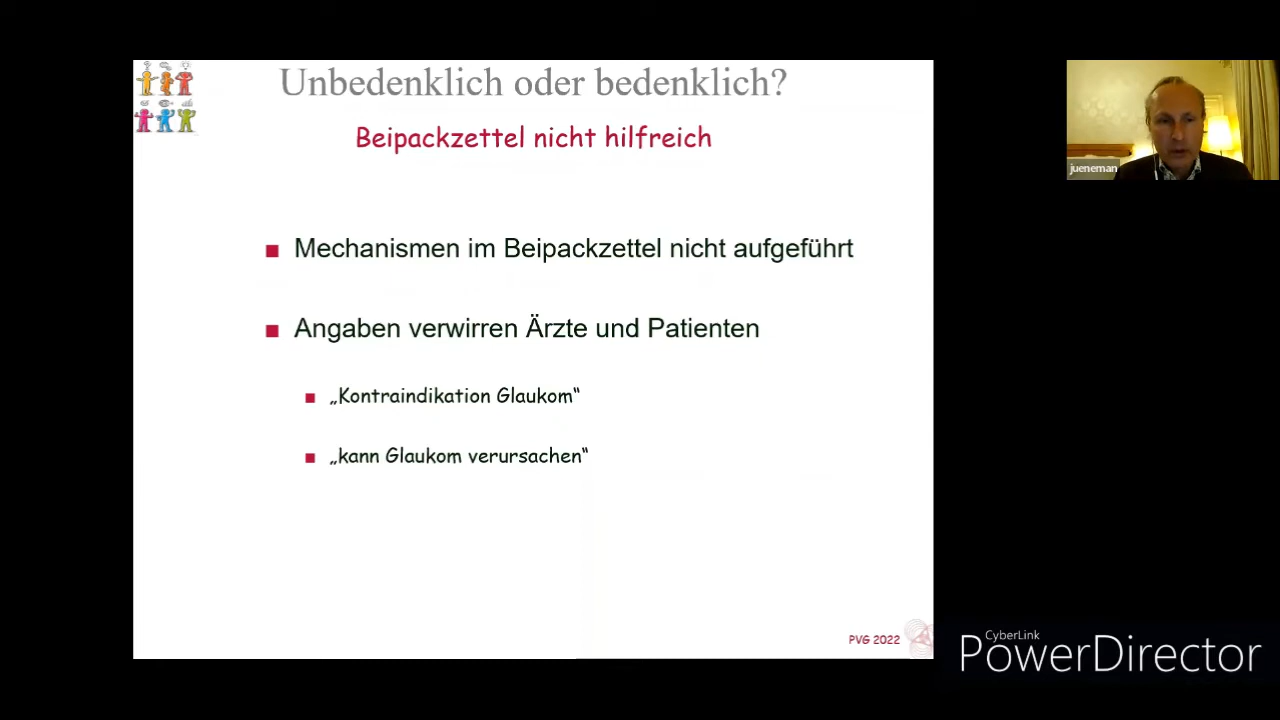 Unbedenklich oder bedenklich?
Beipackzettel nicht hilfreich
Mechanismen im Beipackzettel nicht aufgeführt
Angaben verwirren Ärzte und Patienten
„Kontraindikation Glaukom“
„kann Glaukom verursachen“
PVG 2022
jueneman
CyberLink
PowerDirector